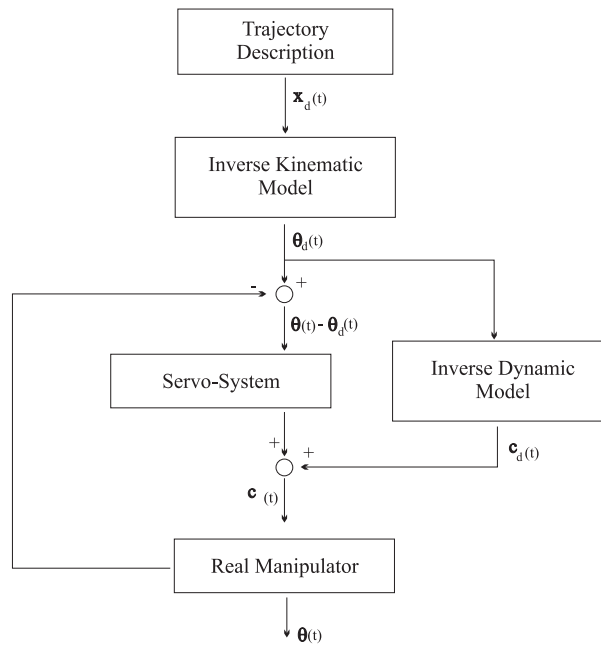 Trajectory
Description
x_d(t)
Inverse Kinematic
Model
θ_d(t)
- +
θ(t) - θ_d(t)
Servo-System
Inverse Dynamic
Model
+ +
c_d(t)
c (t)
Real Manipulator
θ(t)